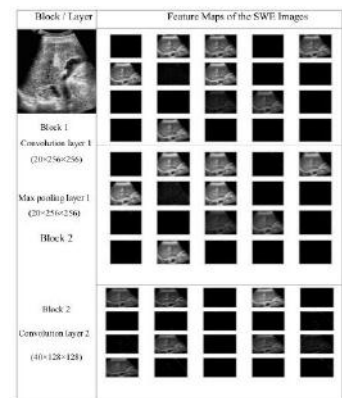 Block / Layer
Feature Maps of the SWE Images
Block 1
Convolution layer 1
(20×256×256)
Max pooling layer 1
(20×256×256)
Block 2
Block 2
Convolution layer 2
(40×128×128)